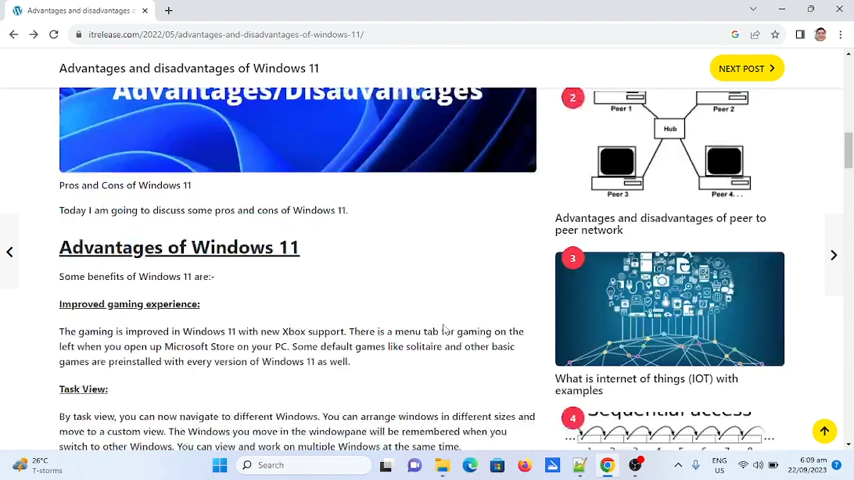 Advantages and disadvantages o
itrelease.com/2022/05/advantages-and-disadvantages-of-windows-11/
Advantages and disadvantages of Windows 11
NEXT POST
Advantages/Disadvantages
Pros and Cons of Windows 11
Today I am going to discuss some pros and cons of Windows 11.
Advantages of Windows 11
Some benefits of Windows 11 are:-
Improved gaming experience:
The gaming is improved in Windows 11 with new Xbox support. There is a menu tab for gaming on the
left when you open up Microsoft Store on your PC. Some default games like solitaire and other basic
games are preinstalled with every version of Windows 11 as well.
Task View:
By task view, you can now navigate to different Windows. You can arrange windows in different sizes and
move to a custom view. The Windows you move in the windowpane will be remembered when you
switch to other Windows. You can view and work on multiple Windows at the same time.
2
Peer 1
Peer 2
Hub
Peer 3
Peer 4...
Advantages and disadvantages of peer to
peer network
3
What is internet of things (IOT) with
examples
4
Sequential access
26°C
T-storms
Search
ENG
US
6:09 am
22/09/2023